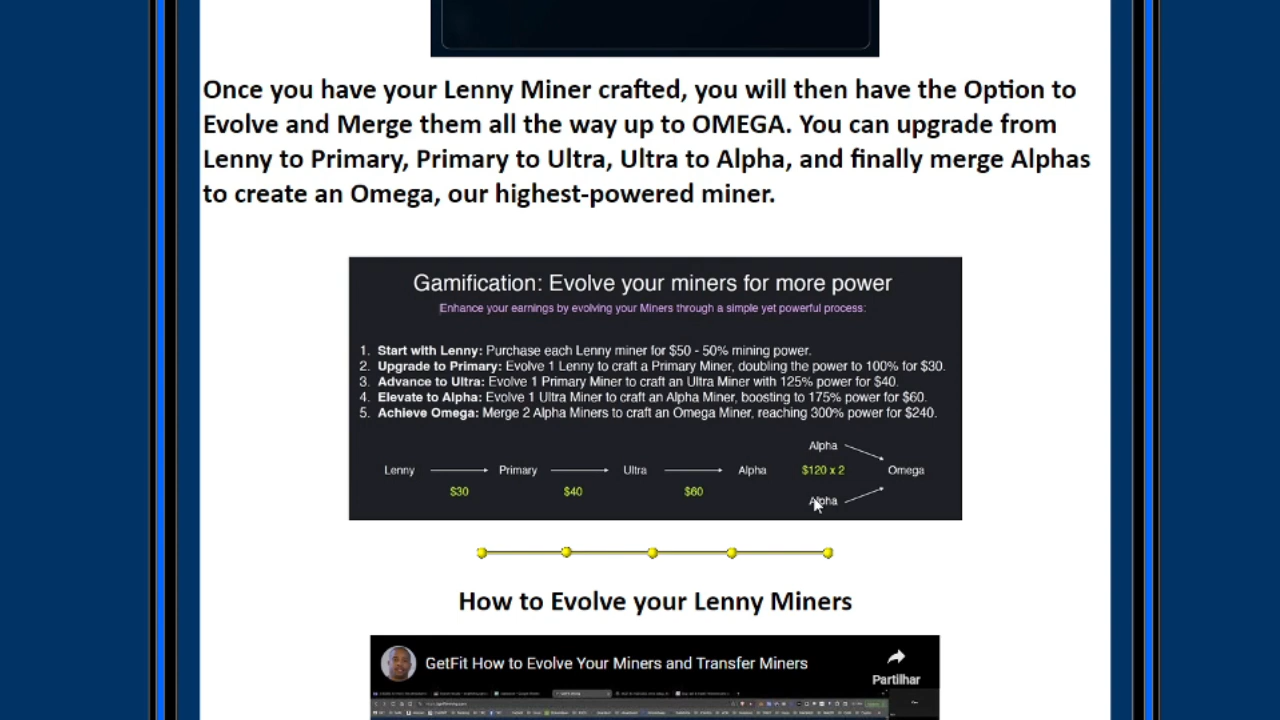 Once you have your Lenny Miner crafted, you will then have the Option to
Evolve and Merge them all the way up to OMEGA. You can upgrade from
Lenny to Primary, Primary to Ultra, Ultra to Alpha, and finally merge Alphas
to create an Omega, our highest-powered miner.
Gamification: Evolve your miners for more power
Enhance your earnings by evolving your Miners through a simple yet powerful process:
1. Start with Lenny: Purchase each Lenny miner for $50 - 50% mining power.
2. Upgrade to Primary: Evolve 1 Lenny to craft a Primary Miner, doubling the power to 100% for $30.
3. Advance to Ultra: Evolve 1 Primary Miner to craft an Ultra Miner with 125% power for $40.
4. Elevate to Alpha: Evolve 1 Ultra Miner to craft an Alpha Miner, boosting to 175% power for $60.
5. Achieve Omega: Merge 2 Alpha Miners to craft an Omega Miner, reaching 300% power for $240.
Alpha
Lenny Primary Ultra Alpha $120 x 2 Omega
$30 $40 $60
Alpha
How to Evolve your Lenny Miners
GetFit How to Evolve Your Miners and Transfer Miners
Partilhar